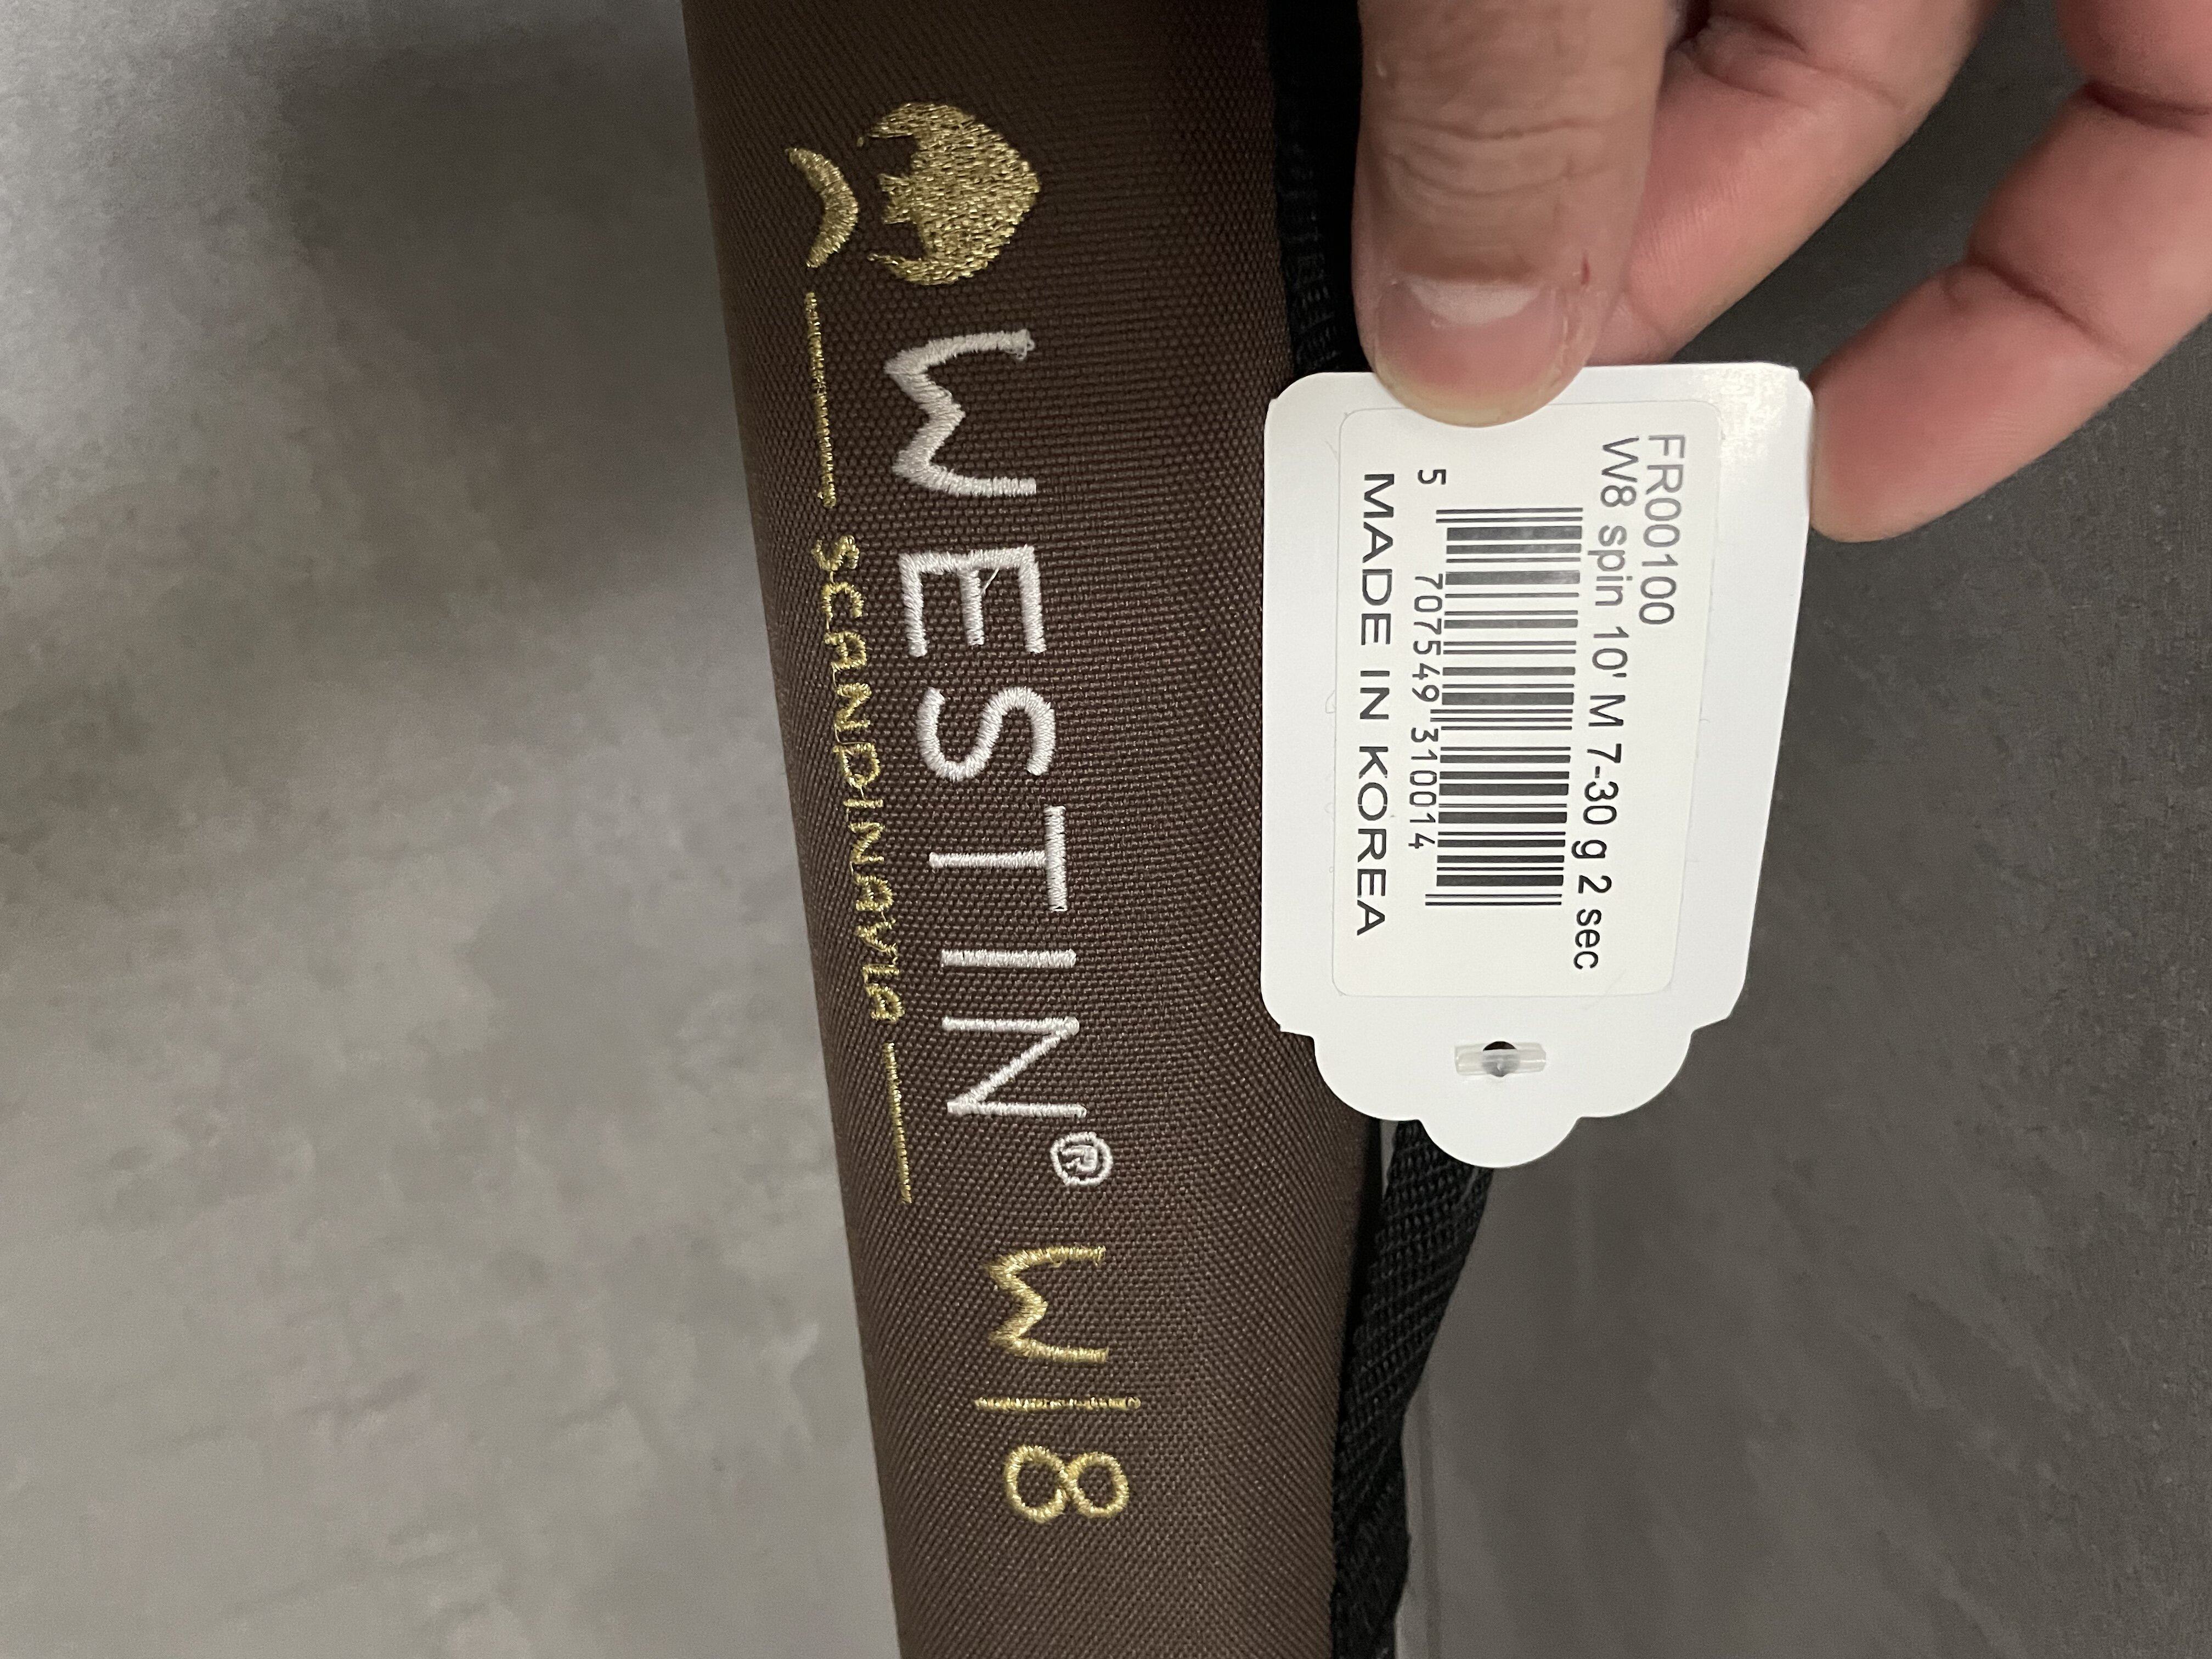 WESTIN® W|8
SCANDINAVIA
FR00100
W8 spin 10' M 7-30 g 2 sec
5 707549 310014
MADE IN KOREA